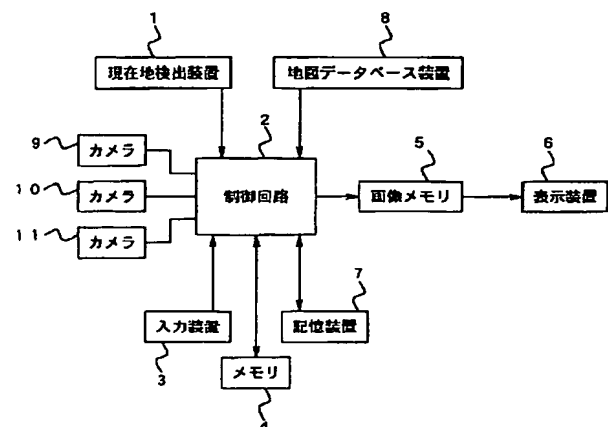 1
8
現在地検出装置
地図データベース装置
9
カメラ
2
制御回路
5
画像メモリ
6
表示装置
10
カメラ
11
カメラ
入力装置
3
メモリ
4
7
記憶装置